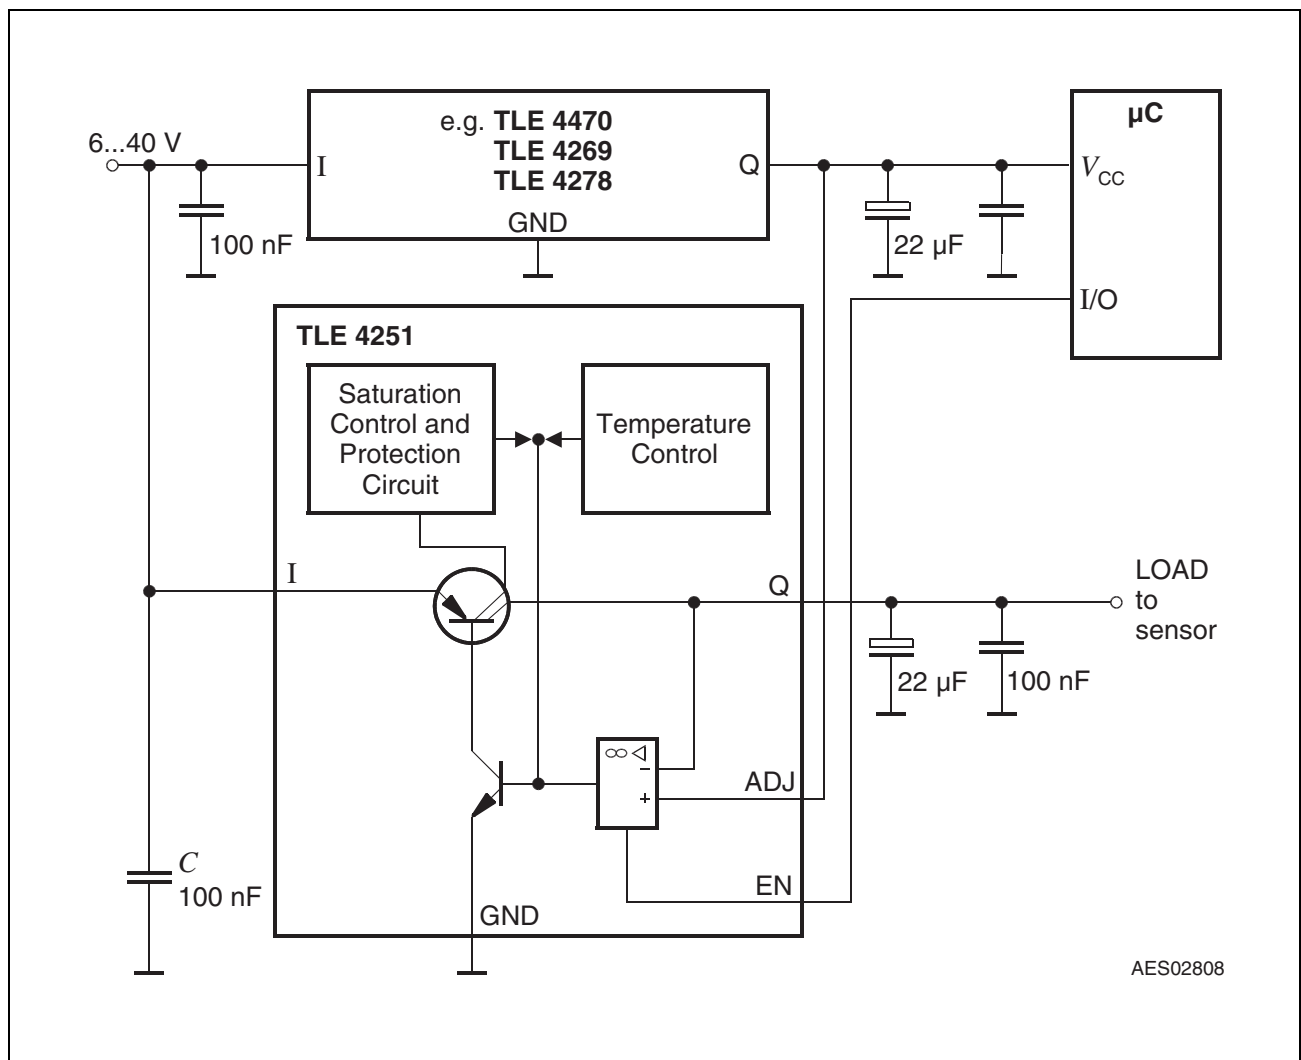 6...40 V
I
e.g. TLE 4470
TLE 4269
TLE 4278
Q
GND
100 nF
22 µF
µC
VCC
I/O
TLE 4251
Saturation
Control and
Protection
Circuit
Temperature
Control
I
Q
LOAD
to
sensor
22 µF
100 nF
∞
−
+
ADJ
EN
GND
C
100 nF
AES02808